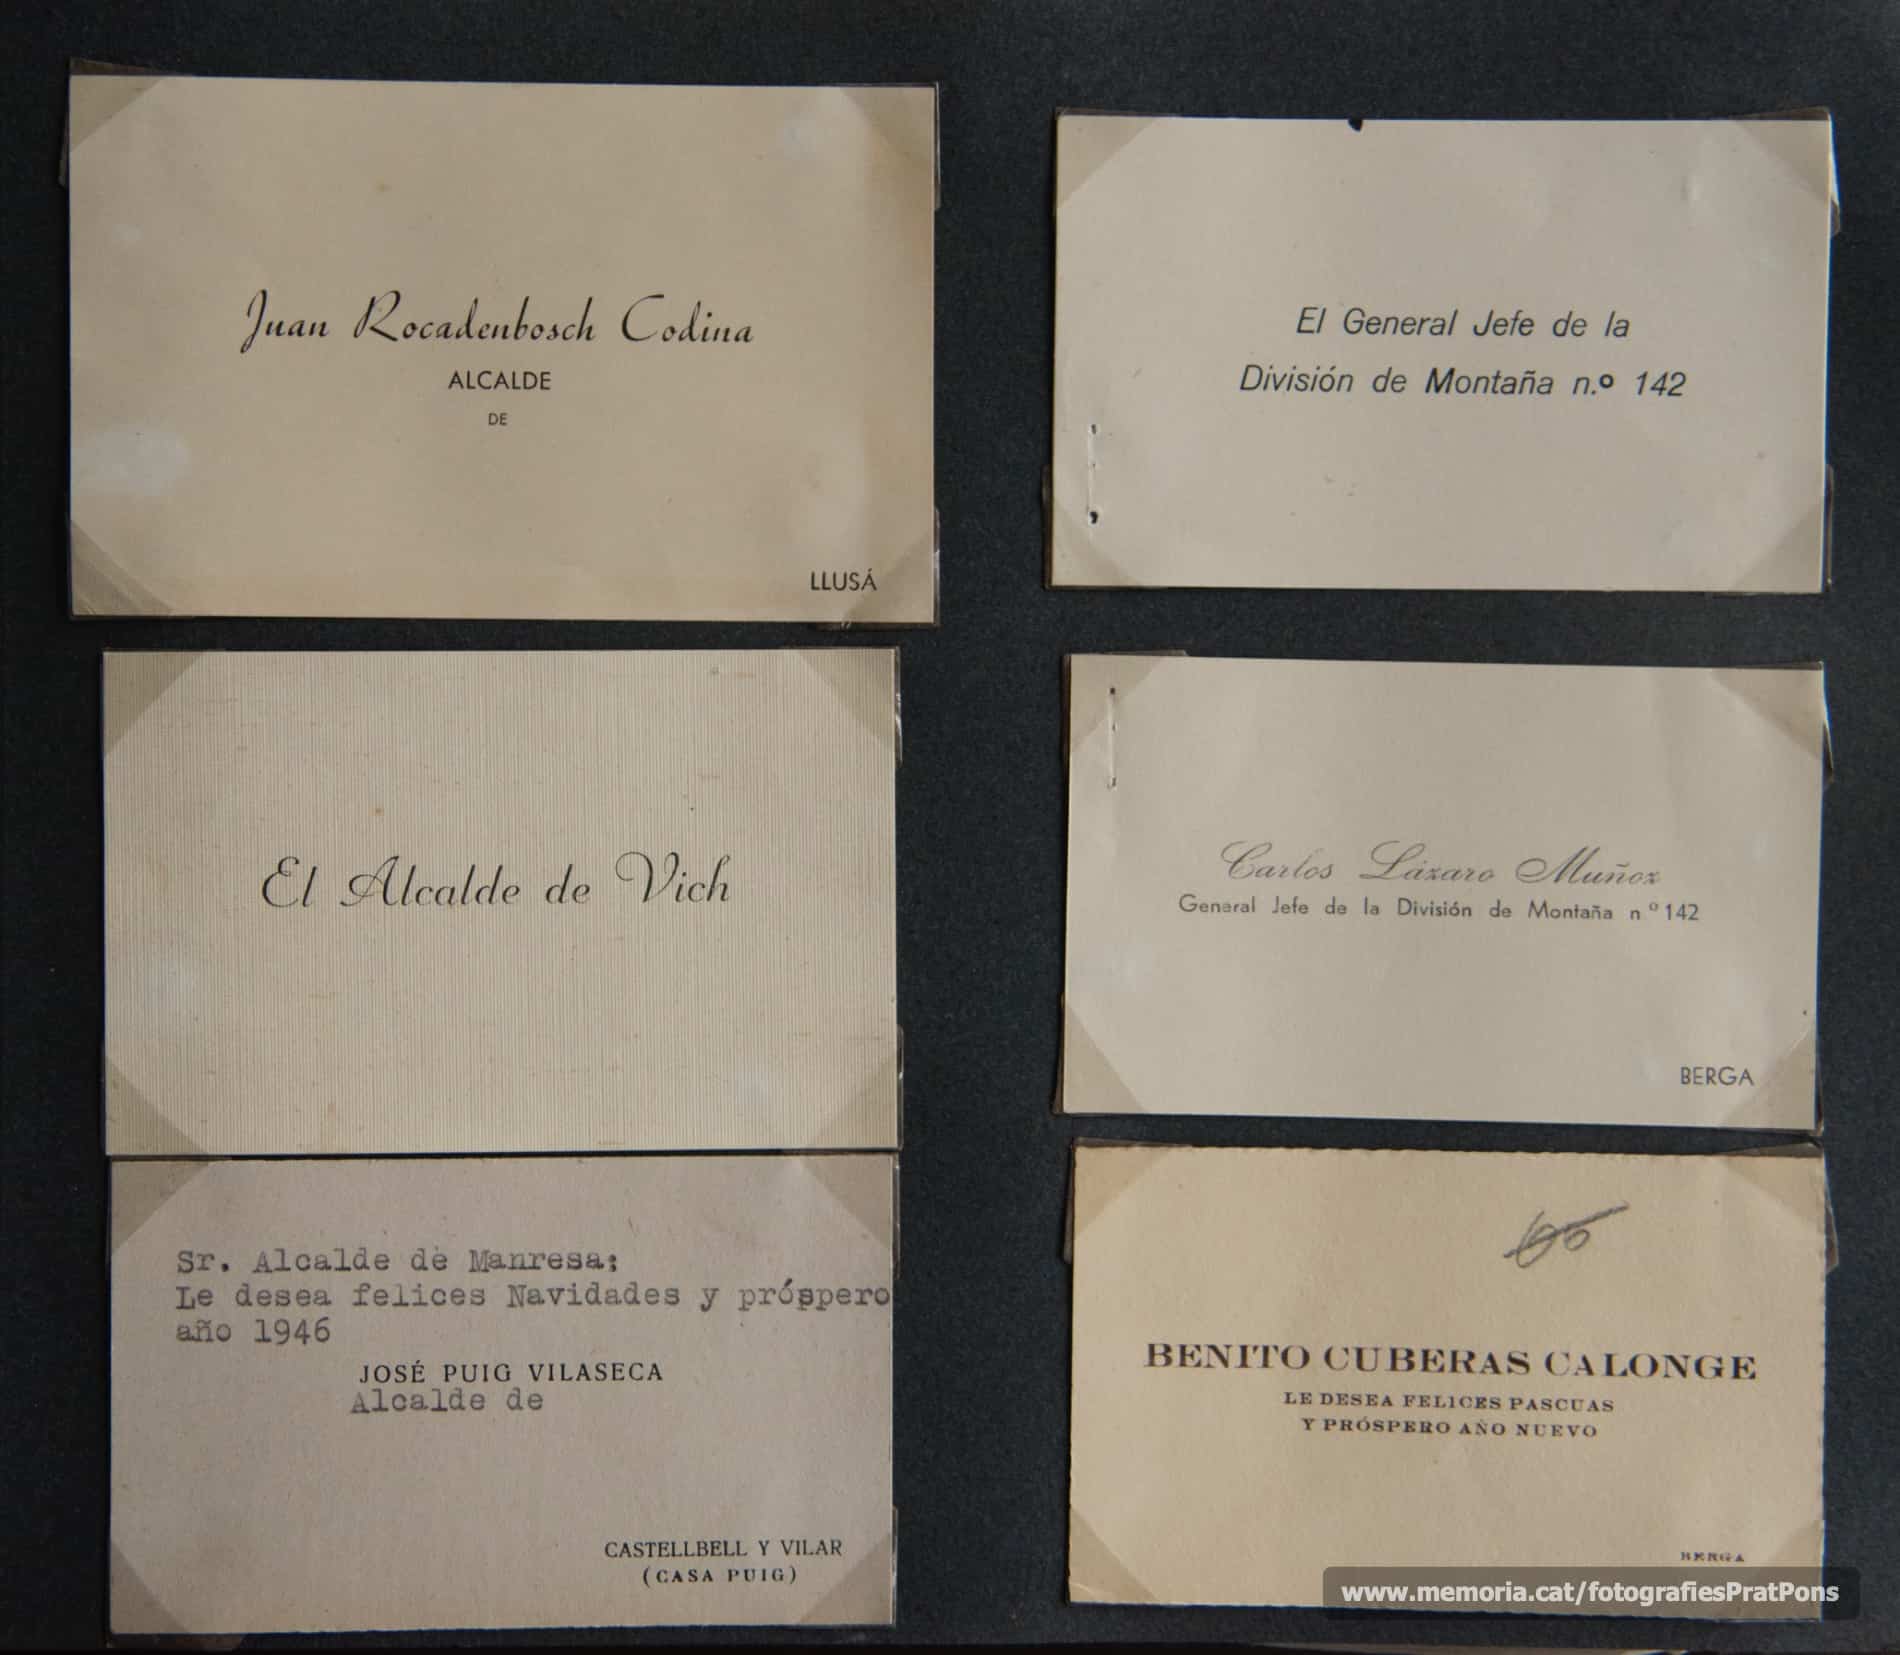 Juan Rocadenbosch Codina
ALCALDE
DE
LLUSÁ
El Alcalde de Vich
Sr. Alcalde de Manresa:
Le desea felices Navidades y próspero
año 1946
JOSÉ PUIG VILASECA
Alcalde de
CASTELLBELL Y VILAR
(CASA PUIG)
El General Jefe de la
División de Montaña n.º 142
Carlos Lázaro Muñoz
General Jefe de la División de Montaña n º 142
BERGA
BENITO CUBERAS CALONGE
LE DESEA FELICES PASCUAS
Y PRÓSPERO AÑO NUEVO
BERGA
www.memoria.cat/fotografiesPratPons